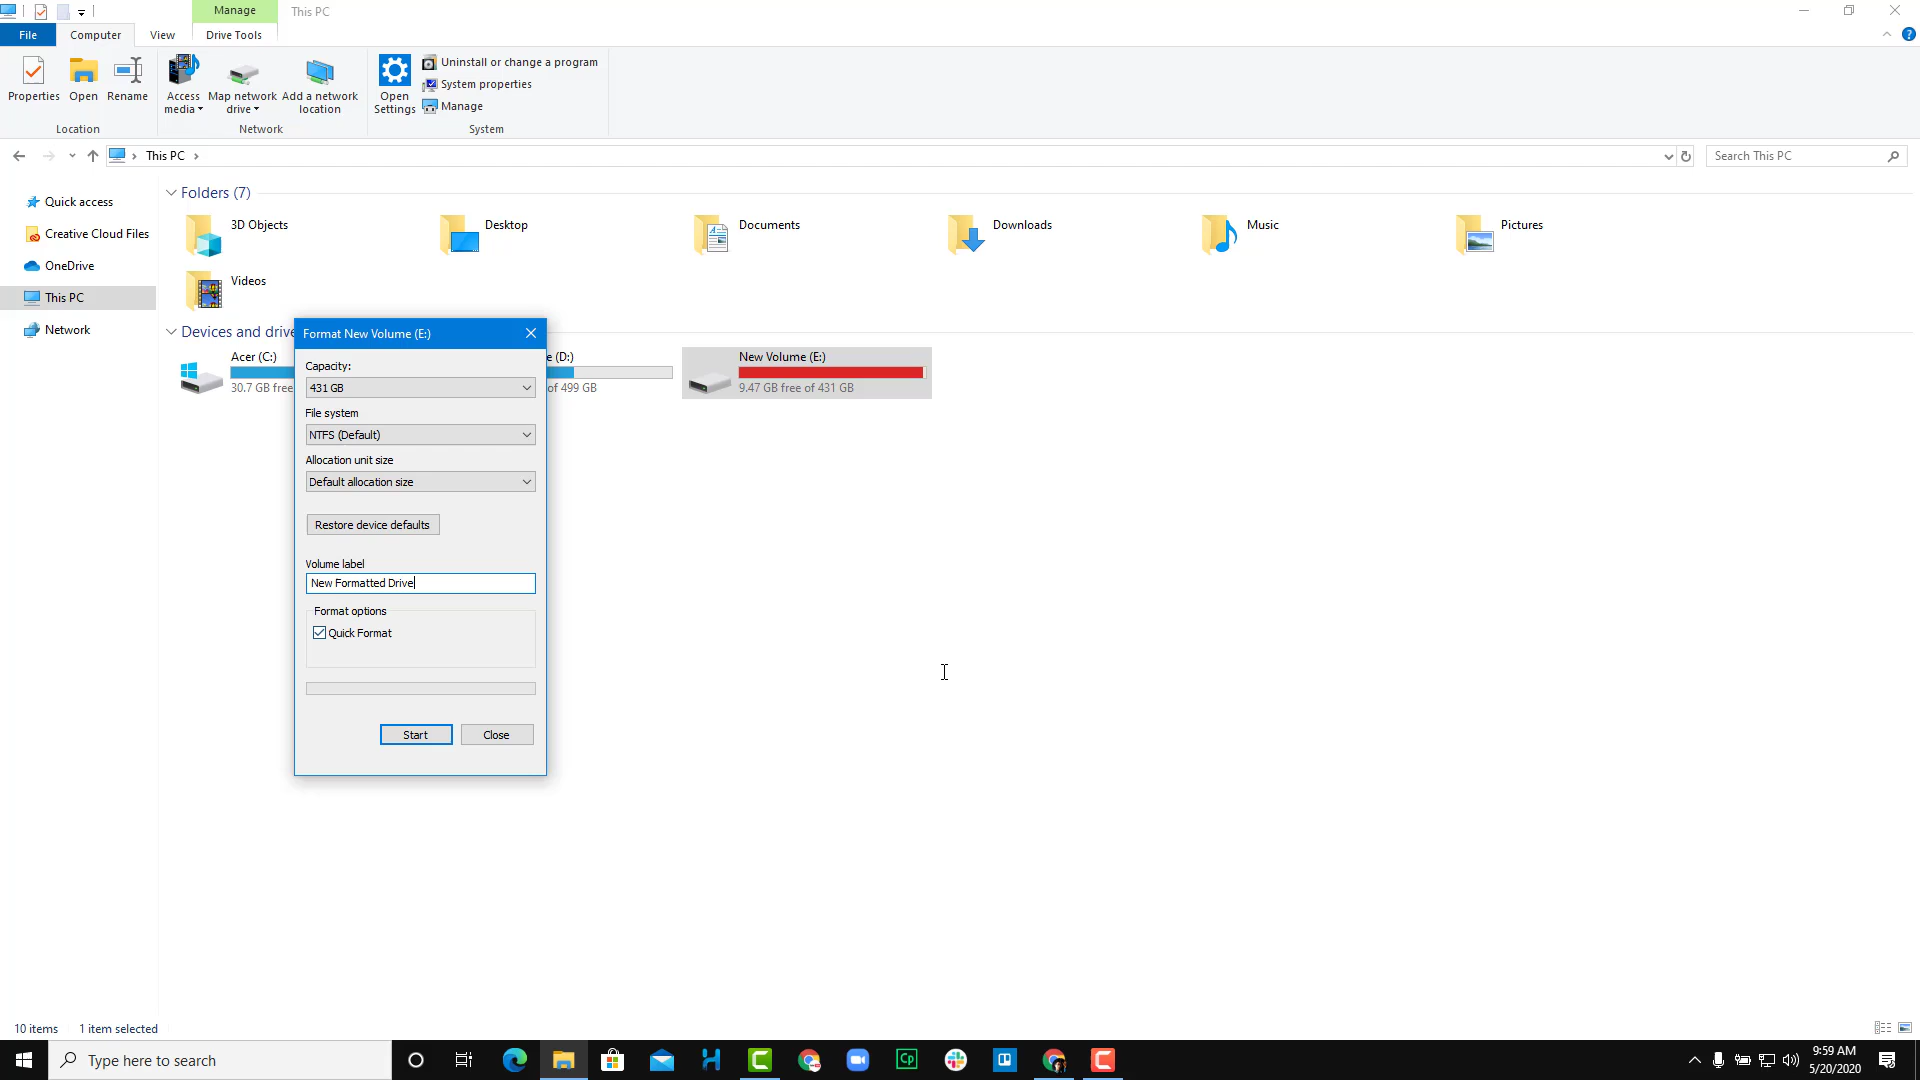 Manage
This PC
File
Computer
View
Drive Tools
Properties
Open
Rename
Access
media
Map network
drive
Add a network
location
Open
Settings
Uninstall or change a program
System properties
Manage
Location
Network
System
This PC
Search This PC
Quick access
Creative Cloud Files
OneDrive
This PC
Network
Folders (7)
3D Objects
Desktop
Documents
Downloads
Music
Pictures
Videos
Devices and drive
Acer (C:)
30.7 GB free
e (D:)
of 499 GB
New Volume (E:)
9.47 GB free of 431 GB
Format New Volume (E:)
Capacity:
431 GB
File system
NTFS (Default)
Allocation unit size
Default allocation size
Restore device defaults
Volume label
New Formatted Drive
Format options
Quick Format
Start
Close
10 items
1 item selected
Type here to search
Cp
9:59 AM
5/20/2020